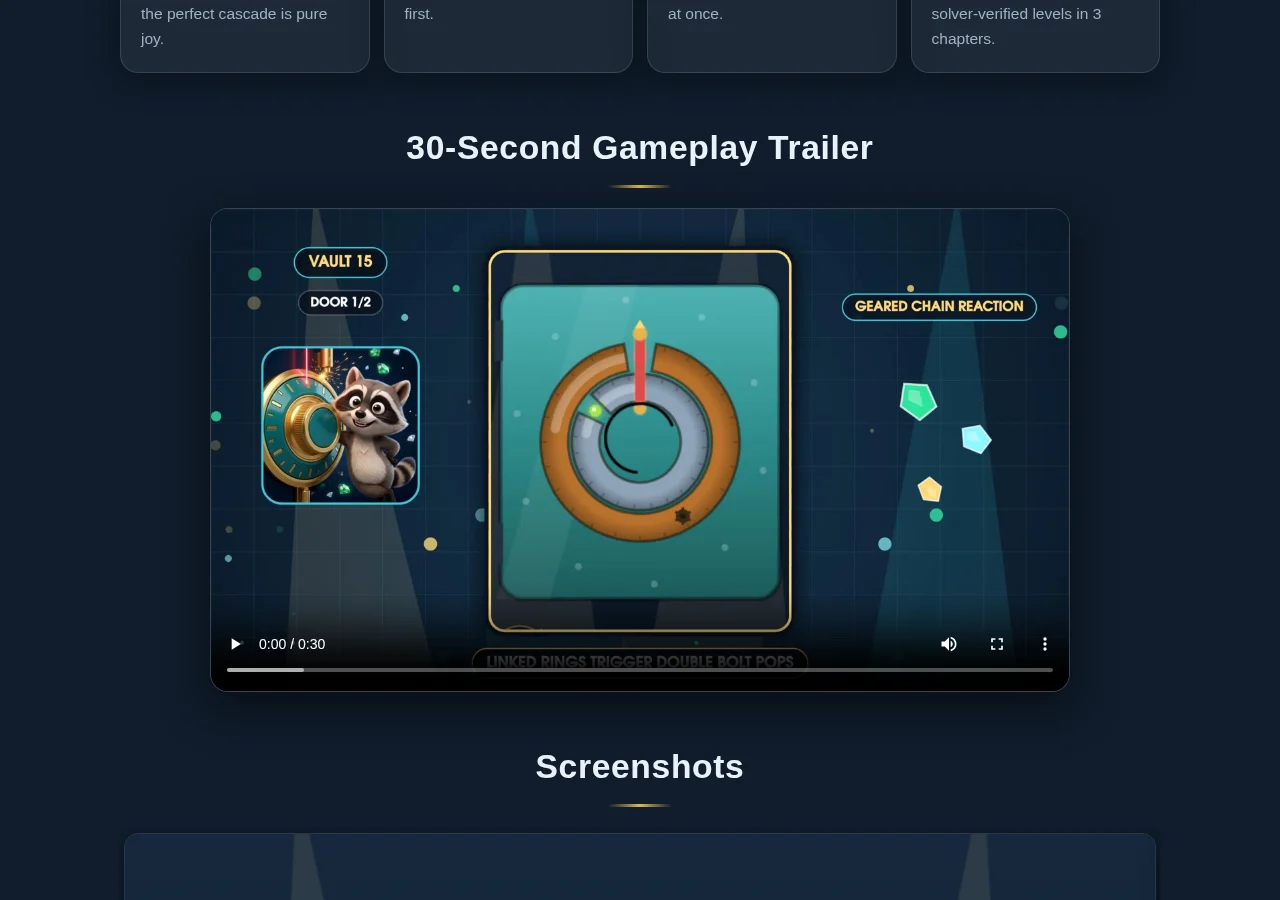 the perfect cascade is pure
joy.
first.
at once.
solver-verified levels in 3
chapters.
30-Second Gameplay Trailer
VAULT 15
DOOR 1/2
GEARED CHAIN REACTION
LINKED RINGS TRIGGER DOUBLE BOLT POPS
0:00 / 0:30
Screenshots